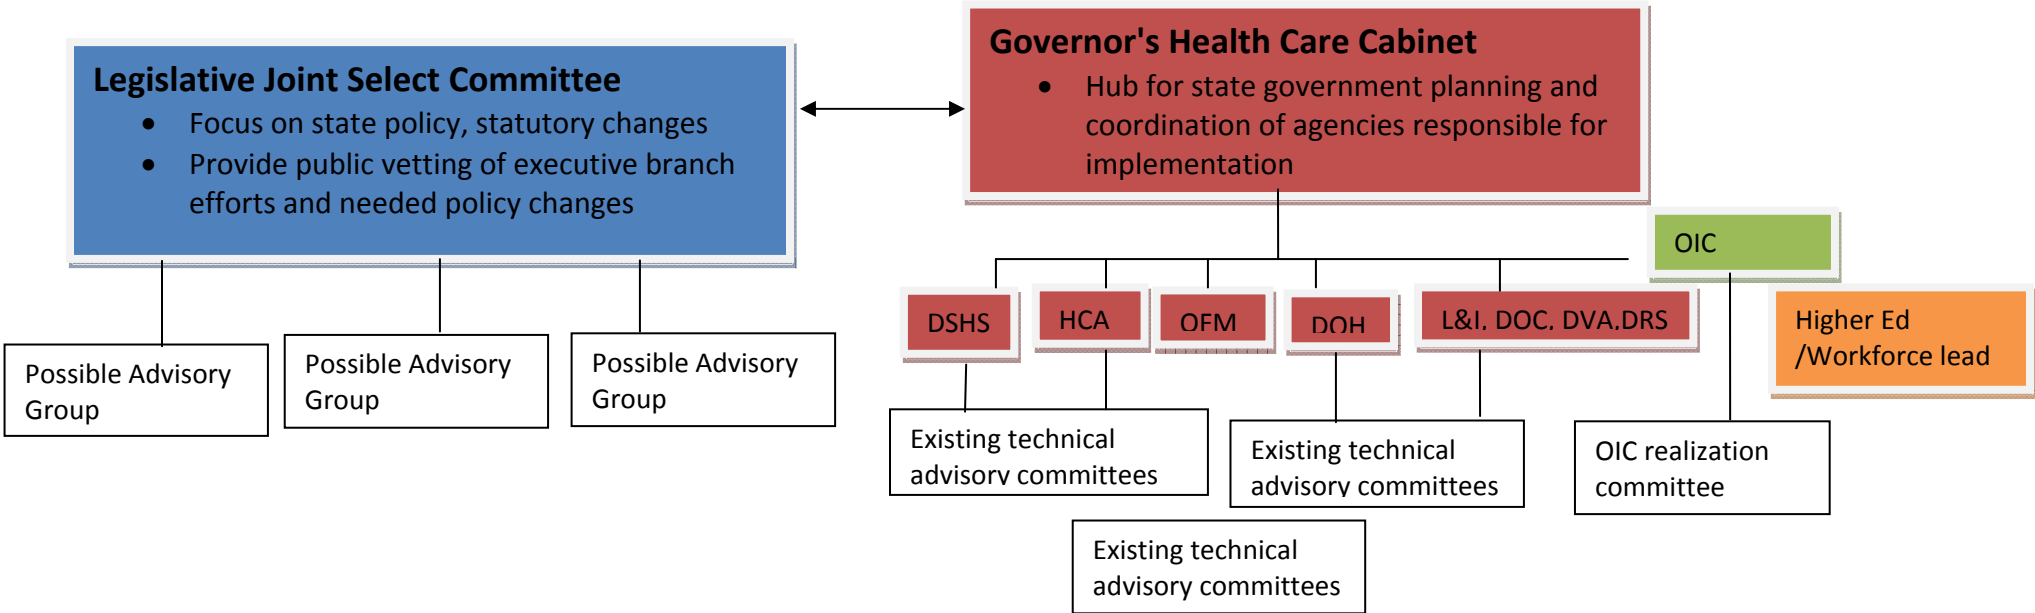 Legislative Joint Select Committee
• Focus on state policy, statutory changes
• Provide public vetting of executive branch
efforts and needed policy changes
Governor's Health Care Cabinet
• Hub for state government planning and
coordination of agencies responsible for
implementation
OIC
DSHS
HCA
OFM
DOH
L&I, DOC, DVA,DRS
Higher Ed
/Workforce lead
Possible Advisory
Group
Possible Advisory
Group
Possible Advisory
Group
Existing technical
advisory committees
Existing technical
advisory committees
OIC realization
committee
Existing technical
advisory committees